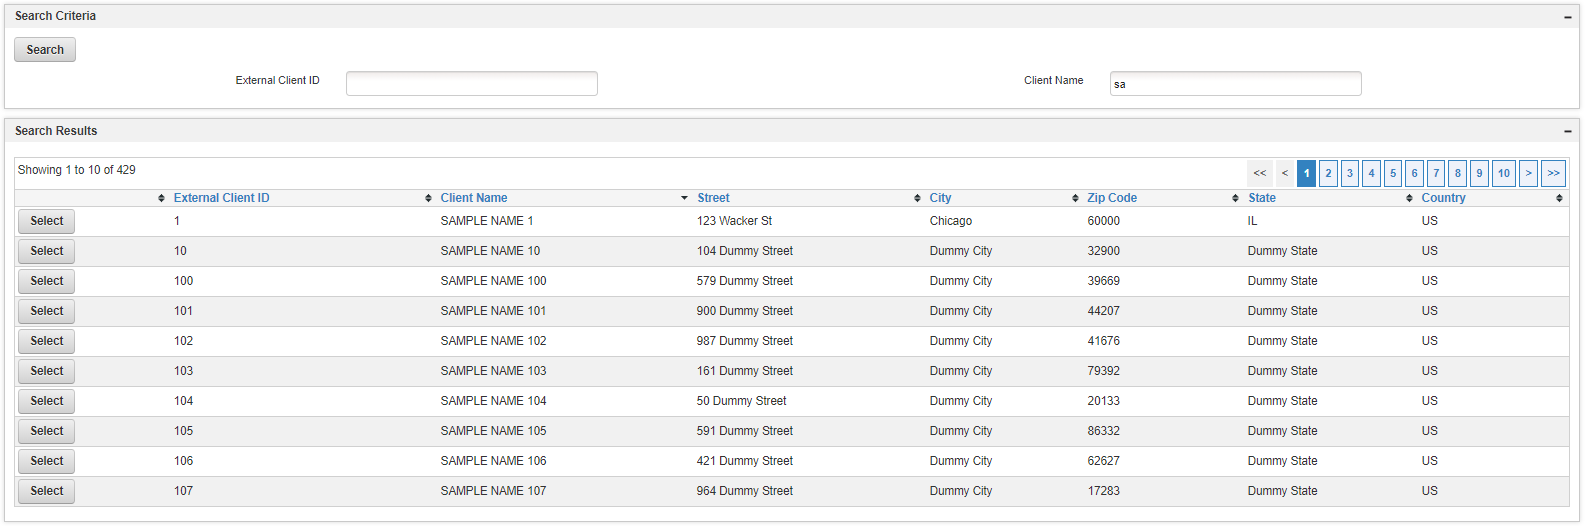 Search Criteria
Search
External Client ID Client Name sa
Search Results
Showing 1 to 10 of 429 << < 1 2 3 4 5 6 7 8 9 10 > >>
External Client ID Client Name Street City Zip Code State Country
Select 1 SAMPLE NAME 1 123 Wacker St Chicago 60000 IL US
Select 10 SAMPLE NAME 10 104 Dummy Street Dummy City 32900 Dummy State US
Select 100 SAMPLE NAME 100 579 Dummy Street Dummy City 39669 Dummy State US
Select 101 SAMPLE NAME 101 900 Dummy Street Dummy City 44207 Dummy State US
Select 102 SAMPLE NAME 102 987 Dummy Street Dummy City 41676 Dummy State US
Select 103 SAMPLE NAME 103 161 Dummy Street Dummy City 79392 Dummy State US
Select 104 SAMPLE NAME 104 50 Dummy Street Dummy City 20133 Dummy State US
Select 105 SAMPLE NAME 105 591 Dummy Street Dummy City 86332 Dummy State US
Select 106 SAMPLE NAME 106 421 Dummy Street Dummy City 62627 Dummy State US
Select 107 SAMPLE NAME 107 964 Dummy Street Dummy City 17283 Dummy State US